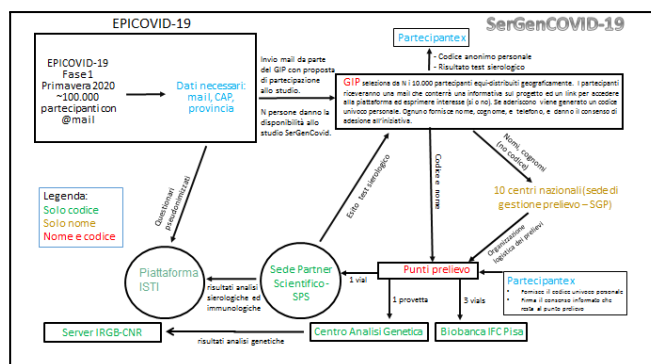 EPICOVID-19
SerGenCOVID-19
EPICOVID-19
Fase 1
Primavera 2020
~100.000
partecipanti con
@mail
Dati necessari:
mail, CAP,
provincia
Invio mail da parte
del GIP con proposta
di partecipazione
allo studio.
N persone danno la
disponibilità allo
studio SerGenCovid.
Partecipante x
- Codice anonimo personale
- Risultato test sierologico
GIP seleziona da N i 10.000 partecipanti equi-distribuiti geograficamente. I partecipanti
riceveranno una mail che conterrà una informativa sul progetto ed un link per accedere
alla piattaforma ed esprimere interesse (si o no). Se aderiscono viene generato un codice
univoco personale. Ognuno fornisce nome, cognome, e telefono, e danno il consenso di
adesione all'iniziativa.
Legenda:
Solo codice
Solo nome
Nome e codice
Questionari
pseudonimizzati
Esito test sierologico
Codice e nome
Nomi, cognomi
(no codice)
10 centri nazionali (sede di
gestione prelievo – SGP)
Organizzazione
logistica dei prelievi
Piattaforma
ISTI
risultati analisi
sierologiche ed
immunologiche
Sede Partner
Scientifico-
SPS
1 vial
Punti prelievo
Partecipante x
• Fornisce il codice univoco personale
• Firma il consenso informato che
resta al punto prelievo
1 provetta
3 vials
Server IRGB-CNR
risultati analisi genetiche
Centro Analisi Genetica
Biobanca IFC Pisa